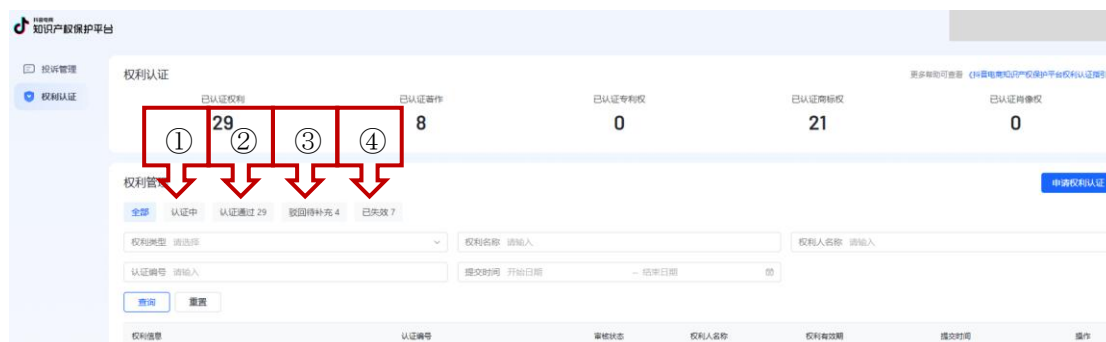 抖音电商
知识产权保护平台
投诉管理
权利认证
权利认证
更多帮助可查看《抖音电商知识产权保护平台权利认证指引
已认证权利
已认证著作
已认证专利权
已认证商标权
已认证肖像权
29
8
0
21
0
① ② ③ ④
权利管
申请权利认证
全部 认证中 认证通过 29 驳回待补充 4 已失效 7
权利类型 请选择
权利名称 请输入
权利人名称 请输入
认证编号 请输入
提交时间 开始日期 – 结束日期
查询 重置
权利信息 认证编号 审核状态 权利人名称 权利有效期 提交时间 操作